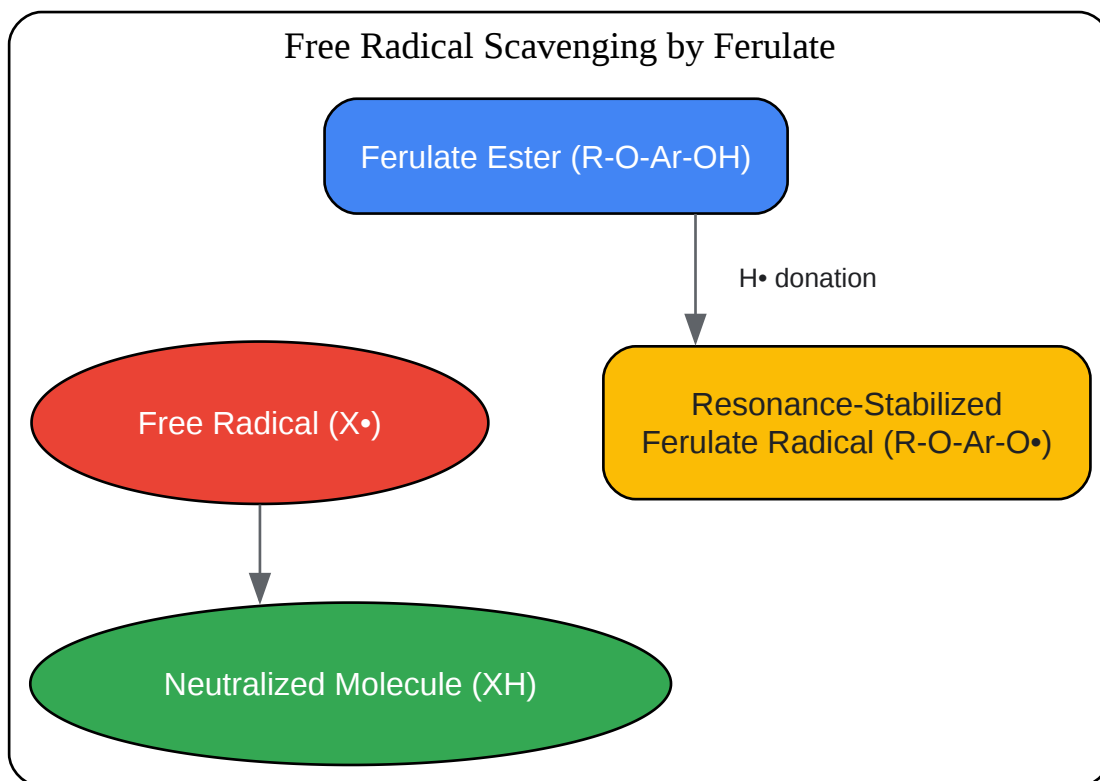 Free Radical Scavenging by Ferulate
Ferulate Ester (R-O-Ar-OH)
H• donation
Free Radical (X•)
Resonance-Stabilized
Ferulate Radical (R-O-Ar-O•)
Neutralized Molecule (XH)